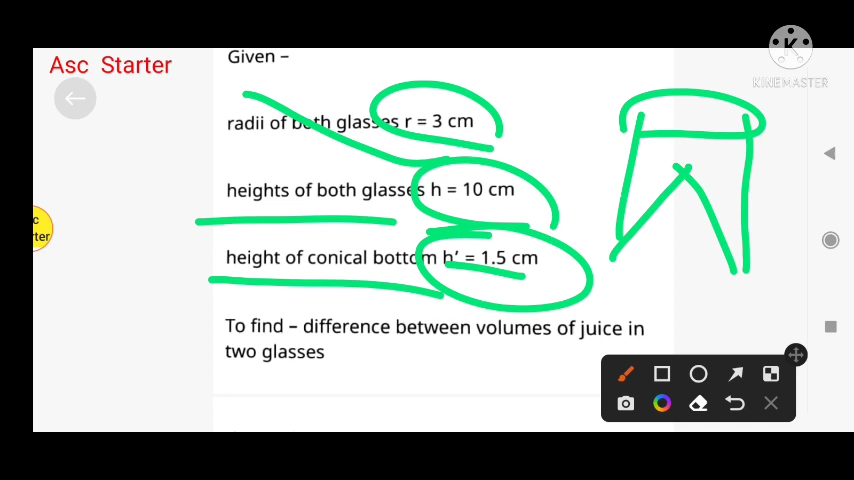 Given –
Asc Starter
KINEMASTER
radii of both glasses r = 3 cm
heights of both glasses h = 10 cm
c
rter
height of conical bottom h’ = 1.5 cm
To find – difference between volumes of juice in
two glasses